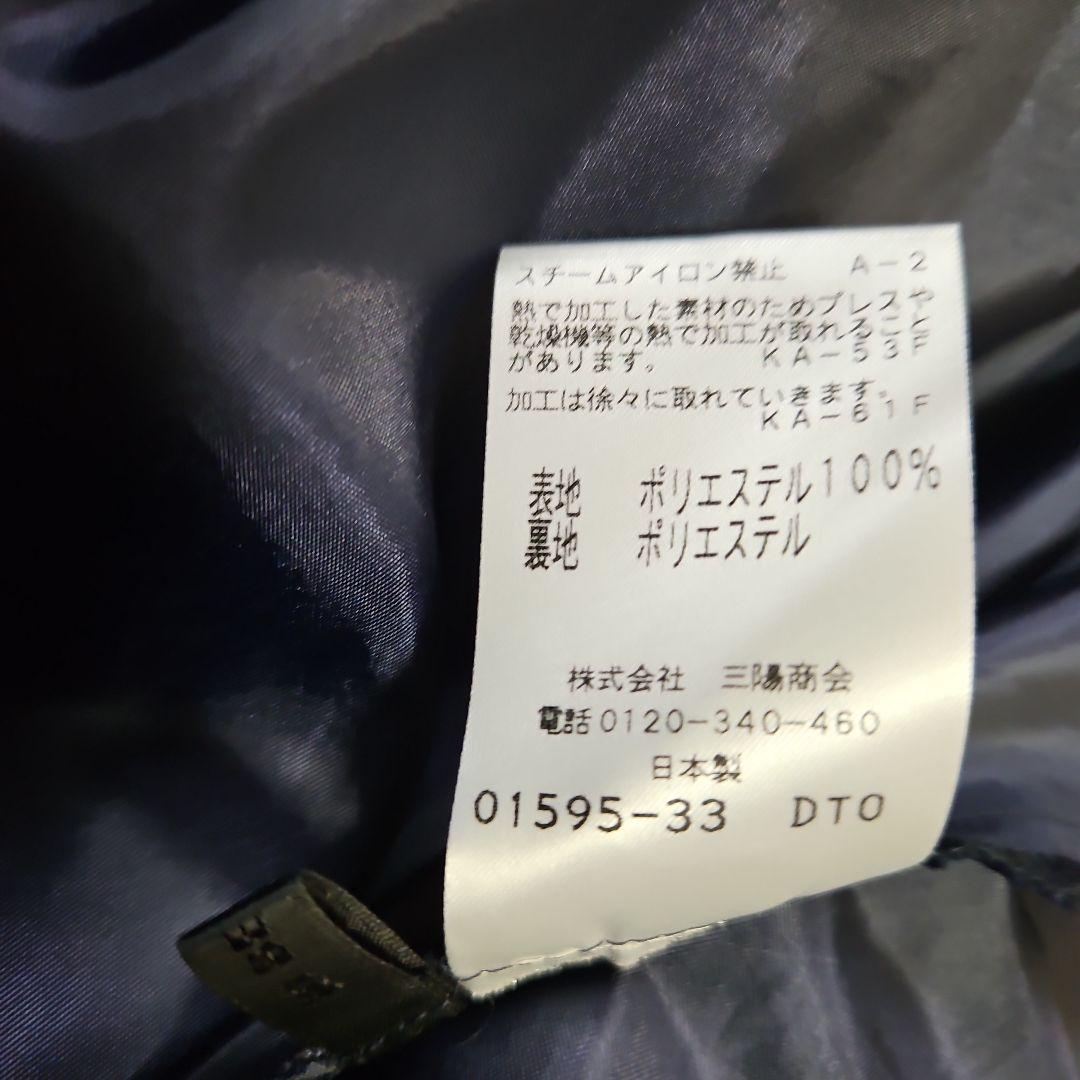 スチームアイロン禁止 A-2
熱で加工した素材のためプレスや
乾燥機等の熱で加工が取れること
があります。 KA-53F
加工は徐々に取れていきます。
KA-61F
表地 ポリエステル100%
裏地 ポリエステル
株式会社 三陽商会
電話0120-340-460
日本製
01595-33 DTO